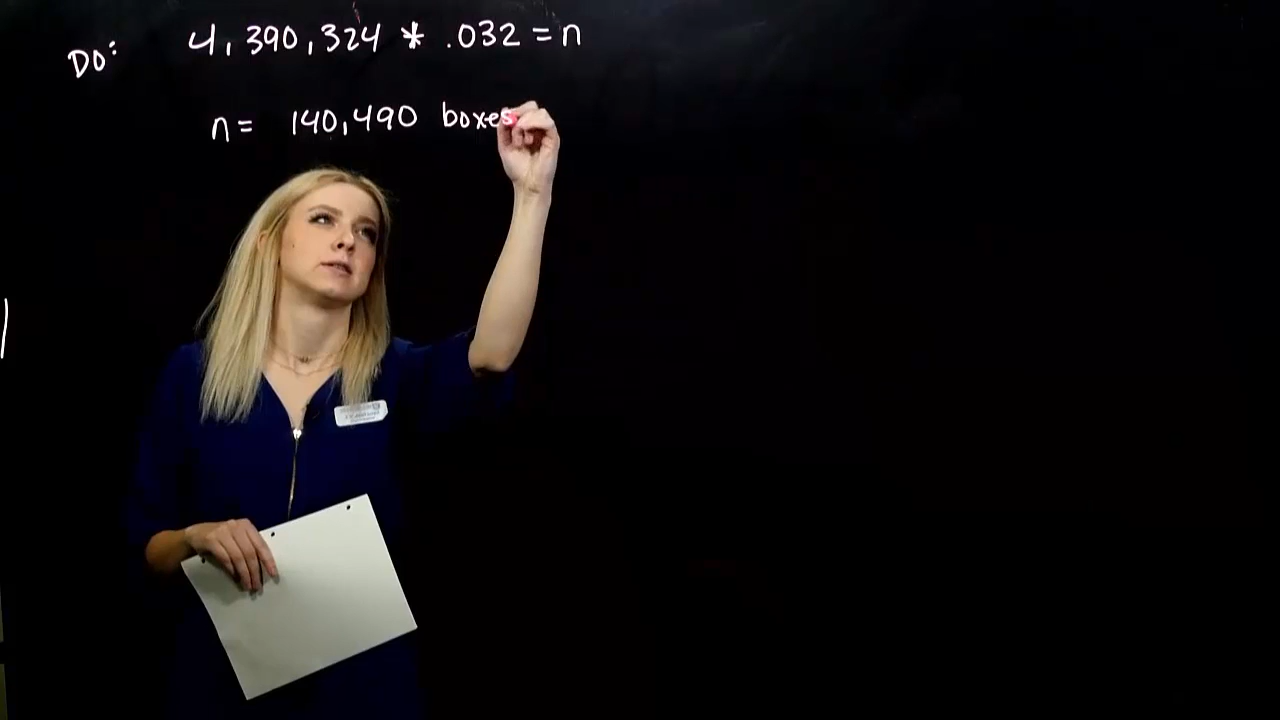 DO: 4,390,324 * .032 = n
n = 140,490 boxes